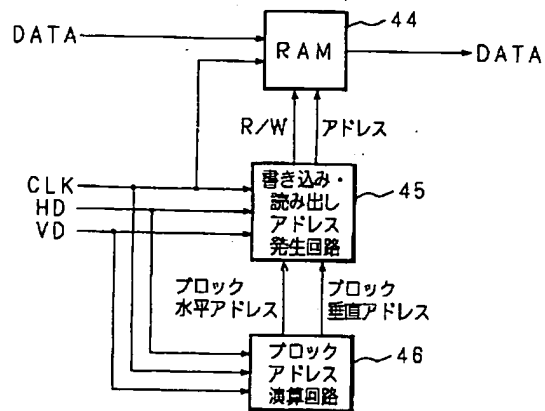 DATA
RAM
44
DATA
R/W
アドレス
CLK
HD
VD
書き込み・
読み出し
アドレス
発生回路
45
ブロック
水平アドレス
ブロック
垂直アドレス
ブロック
アドレス
演算回路
46